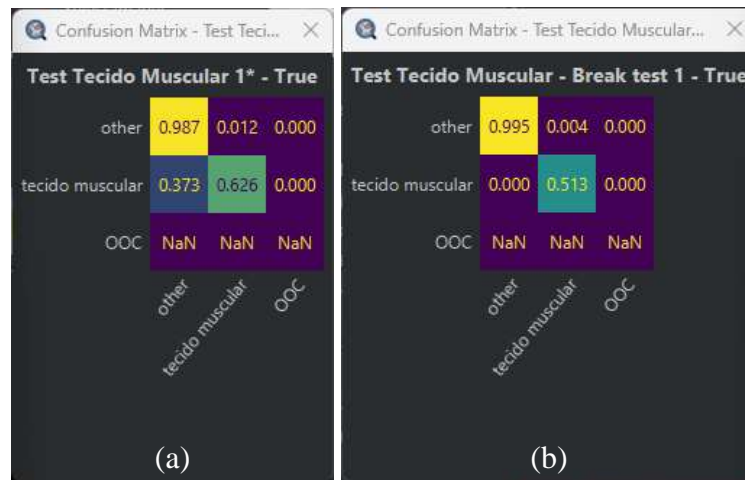 Confusion Matrix - Test Teci...
Test Tecido Muscular 1* - True
other 0.987 0.012 0.000
tecido muscular 0.373 0.626 0.000
OOC NaN NaN NaN
other
tecido muscular
OOC
(a)
Confusion Matrix - Test Tecido Muscular...
Test Tecido Muscular - Break test 1 - True
other 0.995 0.004 0.000
tecido muscular 0.000 0.513 0.000
OOC NaN NaN NaN
other
tecido muscular
OOC
(b)